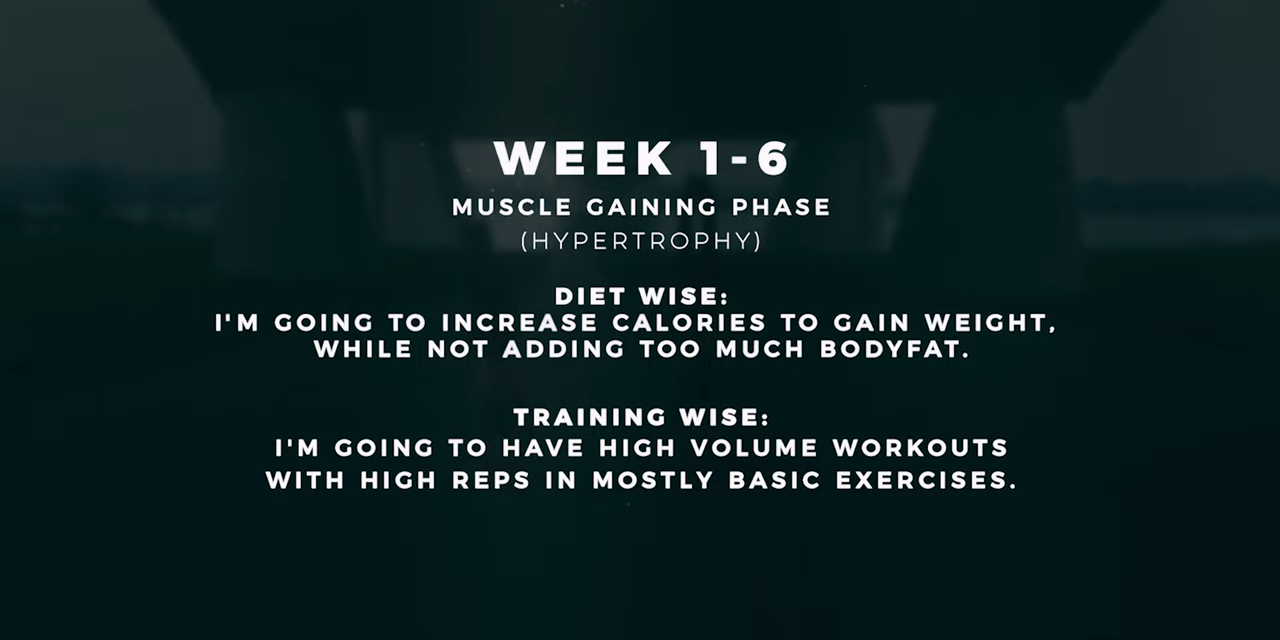 WEEK 1-6
MUSCLE GAINING PHASE
(HYPERTROPHY)
DIET WISE:
I'M GOING TO INCREASE CALORIES TO GAIN WEIGHT,
WHILE NOT ADDING TOO MUCH BODYFAT.
TRAINING WISE:
I'M GOING TO HAVE HIGH VOLUME WORKOUTS
WITH HIGH REPS IN MOSTLY BASIC EXERCISES.